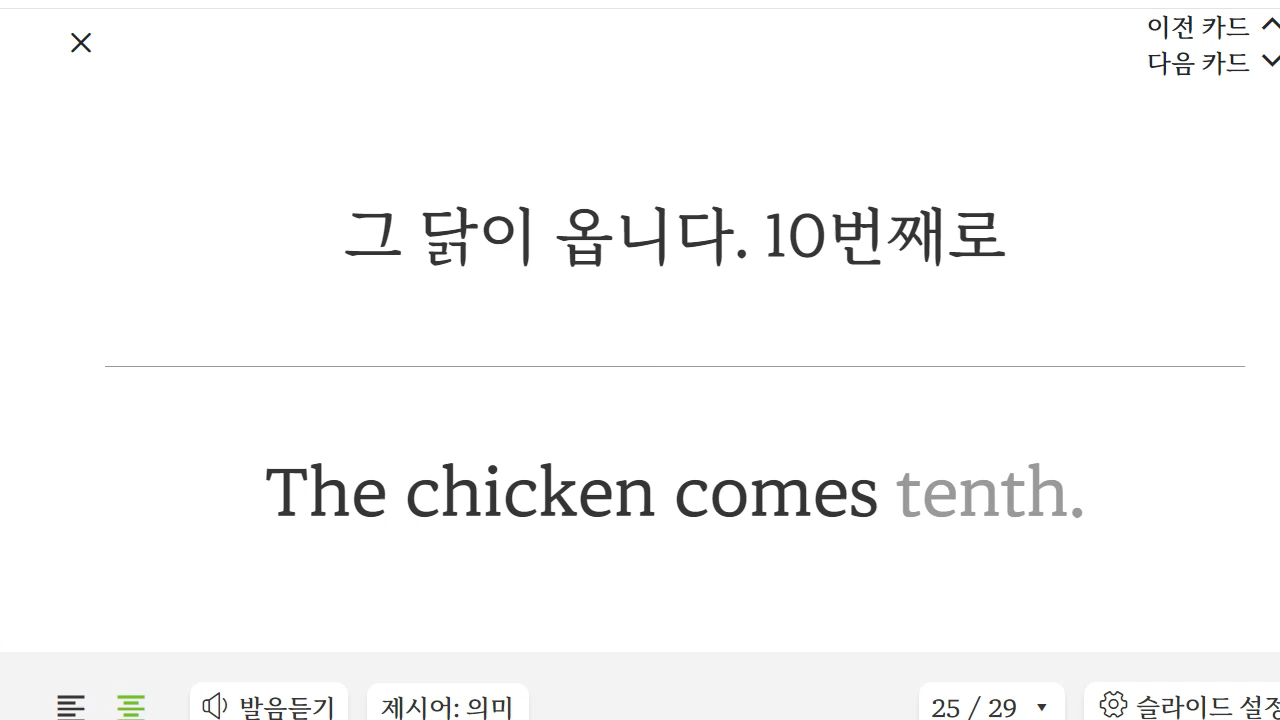 이전 카드
다음 카드
그 닭이 옵니다. 10번째로
The chicken comes tenth.
발음듣기 제시어: 의미 25 / 29 슬라이드 설정